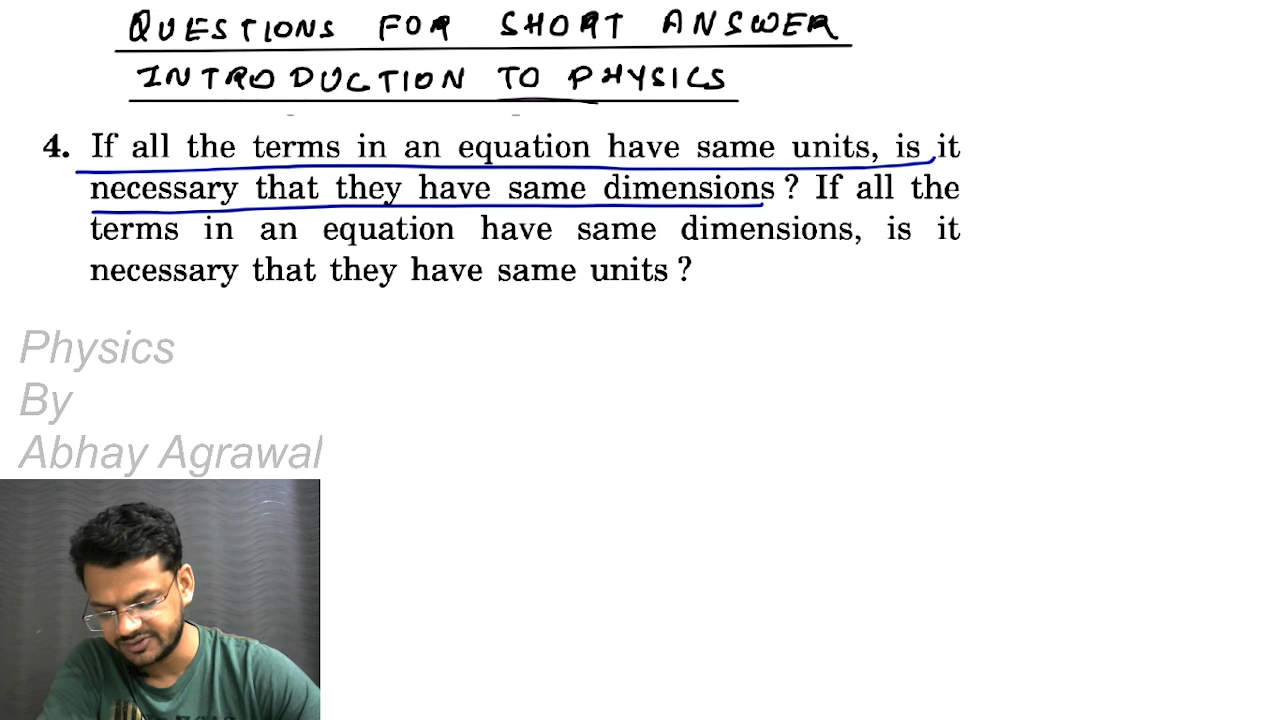 QUESTIONS FOR SHORT ANSWER
INTRODUCTION TO PHYSICS
4. If all the terms in an equation have same units, is it
necessary that they have same dimensions ? If all the
terms in an equation have same dimensions, is it
necessary that they have same units ?
Physics
By
Abhay Agrawal